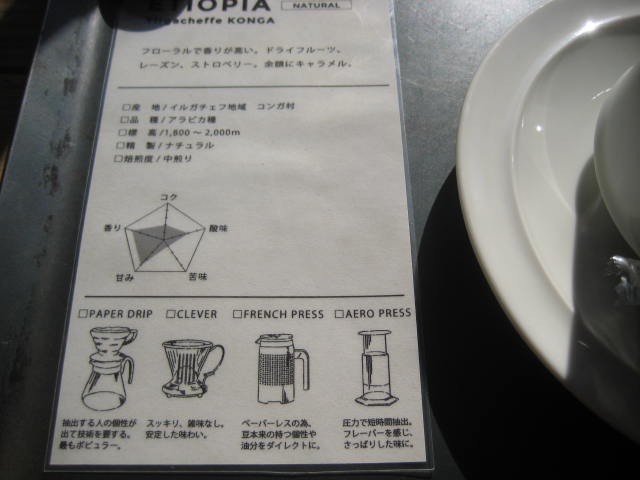 ETIOPIA NATURAL
Yirgacheffe KONGA
フローラルで香りが高い。ドライフルーツ、
レーズン、ストロベリー。余韻にキャラメル。
□産 地/イルガチェフ地域 コンガ村
□品 種/アラビカ種
□標 高/1,800～2,000m
□精 製/ナチュラル
□焙煎度/中煎り
コク
香り 酸味
甘み 苦味
□PAPER DRIP □CLEVER □FRENCH PRESS □AERO PRESS
抽出する人の個性が
出て技術を要する。
最もポピュラー。
スッキリ、雑味なし。
安定した味わい。
ペーパーレスの為、
豆本来の持つ個性や
油分をダイレクトに。
圧力で短時間抽出。
フレーバーを感じ、
さっぱりした味に。